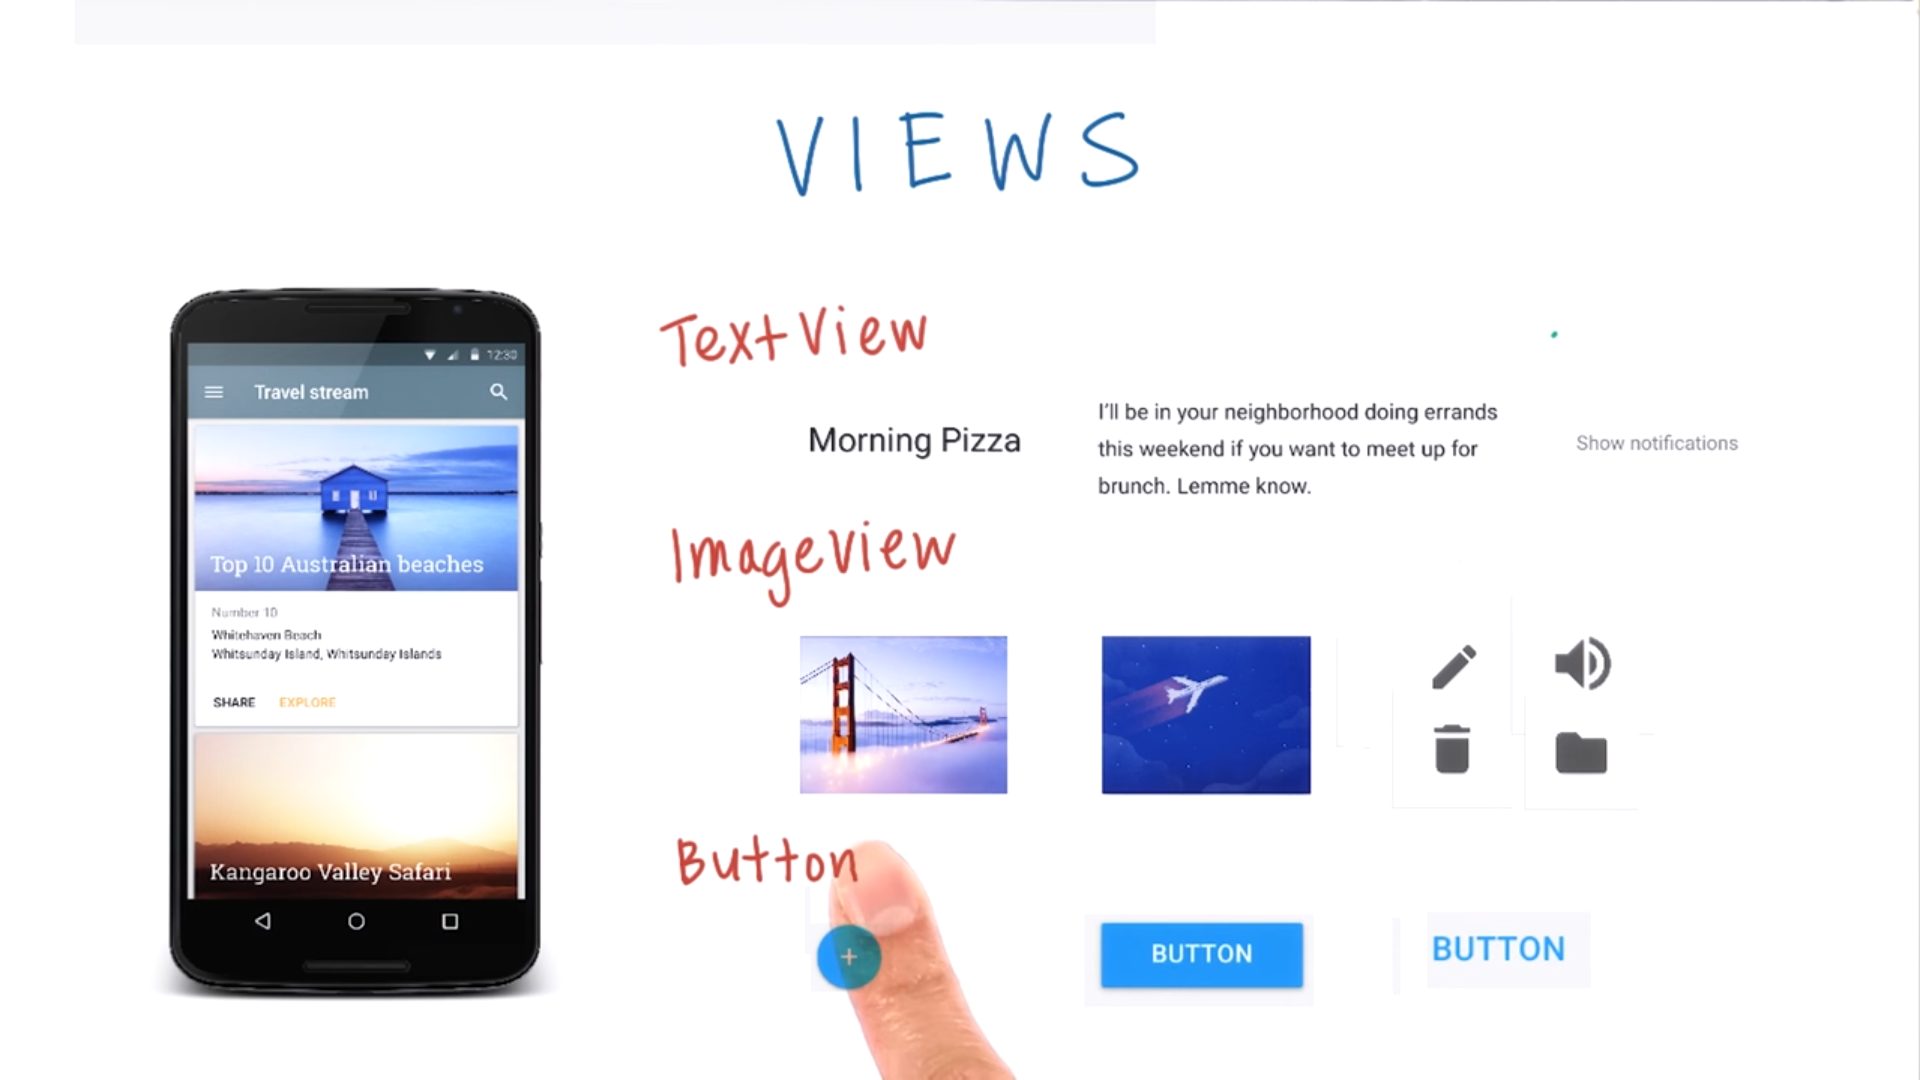 VIEWS
12:30
Travel stream
Top 10 Australian beaches
Number 10
Whitehaven Beach
Whitsunday Island, Whitsunday Islands
SHARE EXPLORE
Kangaroo Valley Safari
TextView
Morning Pizza
I'll be in your neighborhood doing errands
this weekend if you want to meet up for
brunch. Lemme know.
Show notifications
ImageView
Button
BUTTON
BUTTON